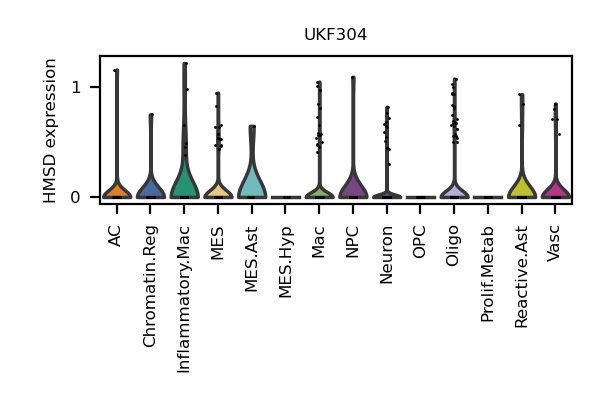 UKF304
HMSD expression
1
0
AC
Chromatin.Reg
Inflammatory.Mac
MES
MES.Ast
MES.Hyp
Mac
NPC
Neuron
OPC
Oligo
Prolif.Metab
Reactive.Ast
Vasc